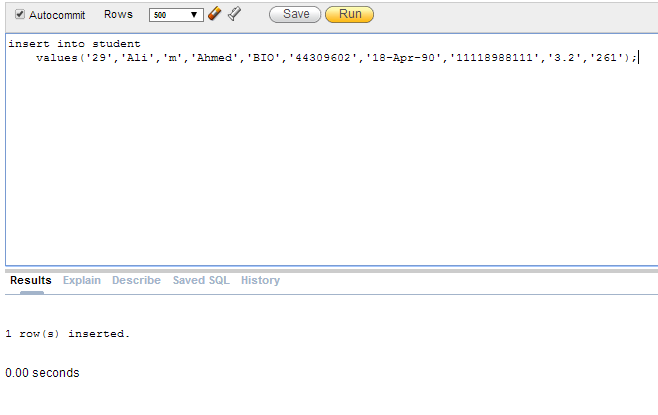 Autocommit Rows 500 Save Run
insert into student
values('29','Ali','m','Ahmed','BIO','44309602','18-Apr-90','11118988111','3.2','261');
Results Explain Describe Saved SQL History
1 row(s) inserted.
0.00 seconds